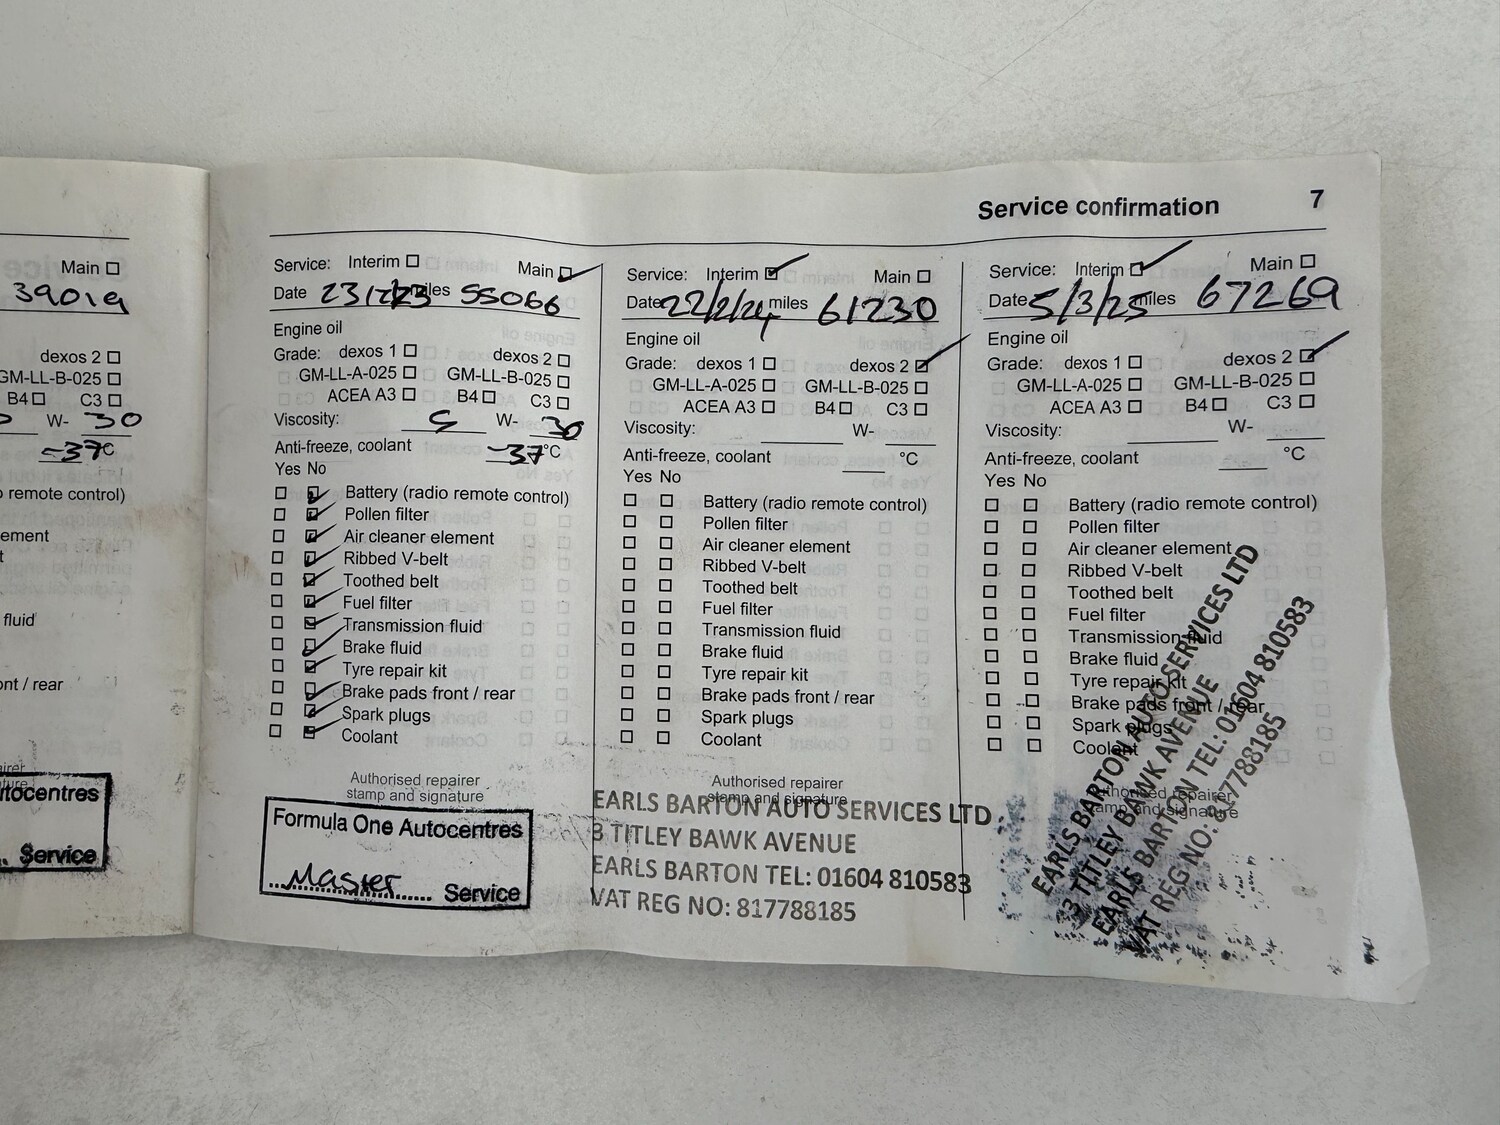 Main
39019
dexos 2
GM-LL-B-025
B4 C3
W- 30
-37°C
o remote control)
ement
fluid
ont / rear
tocentres
Service
Service confirmation 7
Service: Interim Main
Date 23/2/23 miles 55066
Engine oil
Grade: dexos 1 dexos 2
GM-LL-A-025 GM-LL-B-025
ACEA A3 B4 C3
Viscosity: 5 W- 30
Anti-freeze, coolant -37°C
Yes No
Battery (radio remote control)
Pollen filter
Air cleaner element
Ribbed V-belt
Toothed belt
Fuel filter
Transmission fluid
Brake fluid
Tyre repair kit
Brake pads front / rear
Spark plugs
Coolant
Authorised repairer
stamp and signature
Formula One Autocentres
Master Service
Service: Interim Main
Date 22/2/24 miles 61230
Engine oil
Grade: dexos 1 dexos 2
GM-LL-A-025 GM-LL-B-025
ACEA A3 B4 C3
Viscosity: W-
Anti-freeze, coolant °C
Yes No
Battery (radio remote control)
Pollen filter
Air cleaner element
Ribbed V-belt
Toothed belt
Fuel filter
Transmission fluid
Brake fluid
Tyre repair kit
Brake pads front / rear
Spark plugs
Coolant
Authorised repairer
stamp and signature
EARLS BARTON AUTO SERVICES LTD
3 TITLEY BAWK AVENUE
EARLS BARTON TEL: 01604 810583
VAT REG NO: 817788185
Service: Interim Main
Date 5/3/25 miles 67269
Engine oil
Grade: dexos 1 dexos 2
GM-LL-A-025 GM-LL-B-025
ACEA A3 B4 C3
Viscosity: W-
Anti-freeze, coolant °C
Yes No
Battery (radio remote control)
Pollen filter
Air cleaner element
Ribbed V-belt
Toothed belt
Fuel filter
Transmission fluid
Brake fluid
Tyre repair kit
Brake pads front / rear
Spark plugs
Coolant
Authorised repairer
stamp and signature
EARLS BARTON AUTO SERVICES LTD
3 TITLEY BAWK AVENUE
EARLS BARTON TEL: 01604 810583
VAT REG NO: 817788185